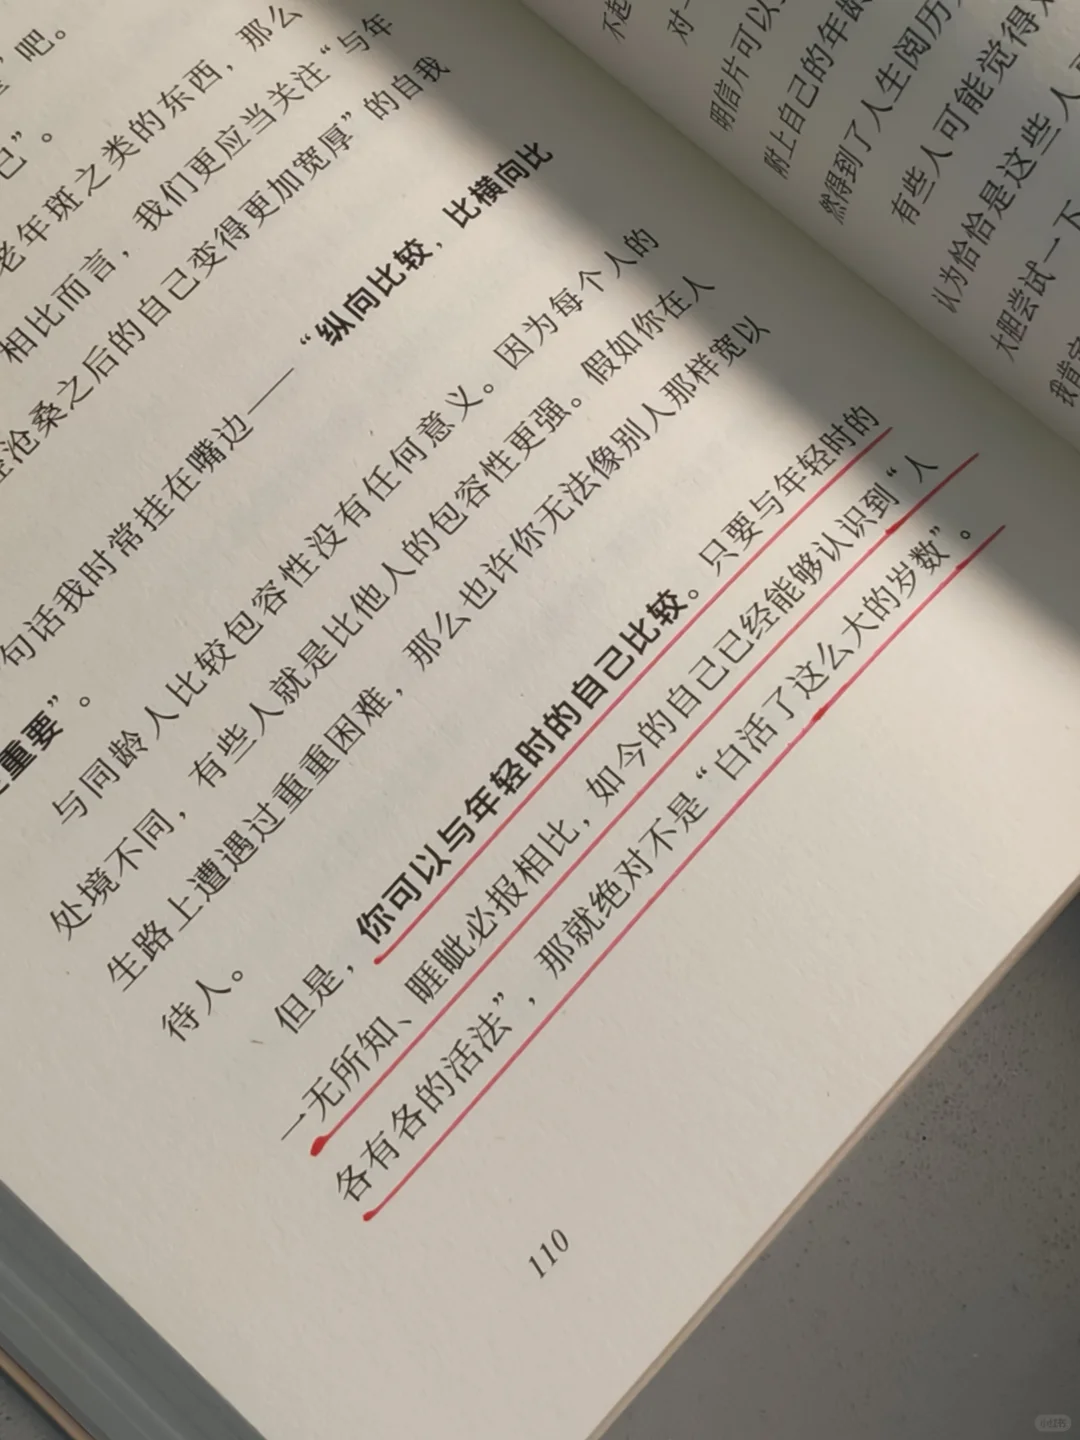 ”吧。
己”。
老年斑之类的东西，那么
相比而言，我们更应当关注“与年
经沧桑之后的自己变得更加宽厚”的自我
句话我时常挂在嘴边——“纵向比较，比横向比
重要”。
与同龄人比较包容性没有任何意义。因为每个人的
处境不同，有些人就是比他人的包容性更强。假如你在人
生路上遭遇过重重困难，那么也许你无法像别人那样宽以
待人。
但是，你可以与年轻时的自己比较。只要与年轻时的
一无所知、睚眦必报相比，如今的自己已经能够认识到“人
各有各的活法”，那就绝对不是“白活了这么大的岁数”。
110
不起
对一
明信片可以
附上自己的年龄
然得到了人生阅历
有些人可能觉得
认为恰恰是这些人
大胆尝试一下
我肯定
小红书